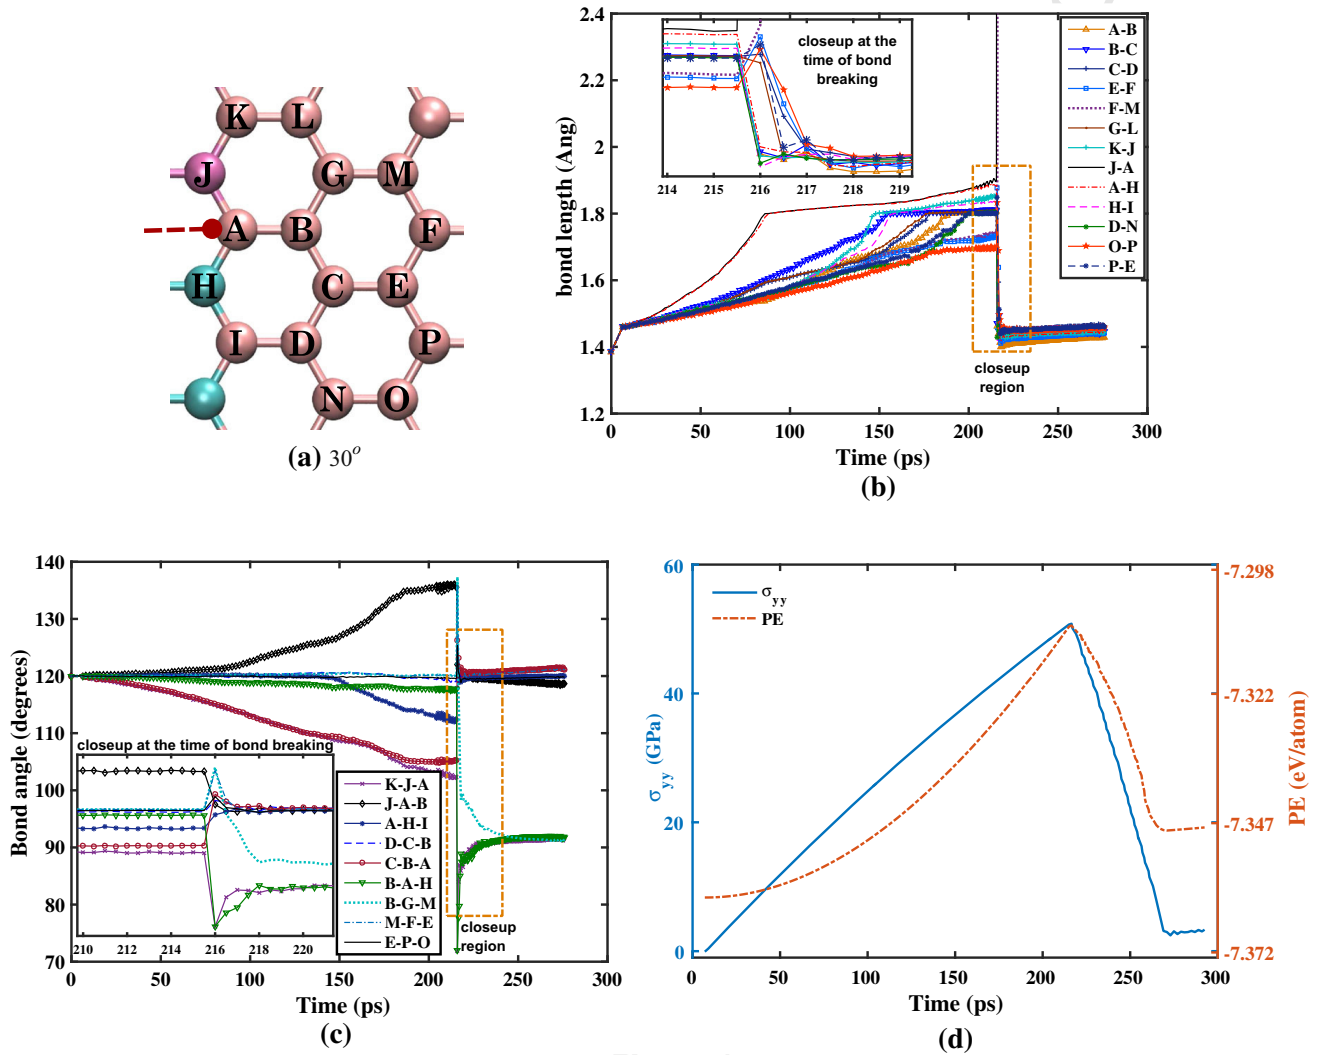 K L
J G M
A B F
H C E
I D P
N O
(a) 30°
2.4
2.2
2
1.8
1.6
1.4
1.2
bond length (Ang)
closeup at the
time of bond
breaking
214 215 216 217 218 219
A-B
B-C
C-D
E-F
F-M
G-L
K-J
J-A
A-H
H-I
D-N
O-P
P-E
closeup
region
0 50 100 150 200 250 300
Time (ps)
(b)
140
130
120
110
100
90
80
70
Bond angle (degrees)
closeup at the time of bond breaking
210 212 214 216 218 220
K-J-A
J-A-B
A-H-I
D-C-B
C-B-A
B-A-H
B-G-M
M-F-E
E-P-O
closeup
region
0 50 100 150 200 250 300
Time (ps)
(c)
60
40
20
0
σyy (GPa)
σyy
PE
-7.298
-7.322
-7.347
-7.372
PE (eV/atom)
0 50 100 150 200 250 300
Time (ps)
(d)